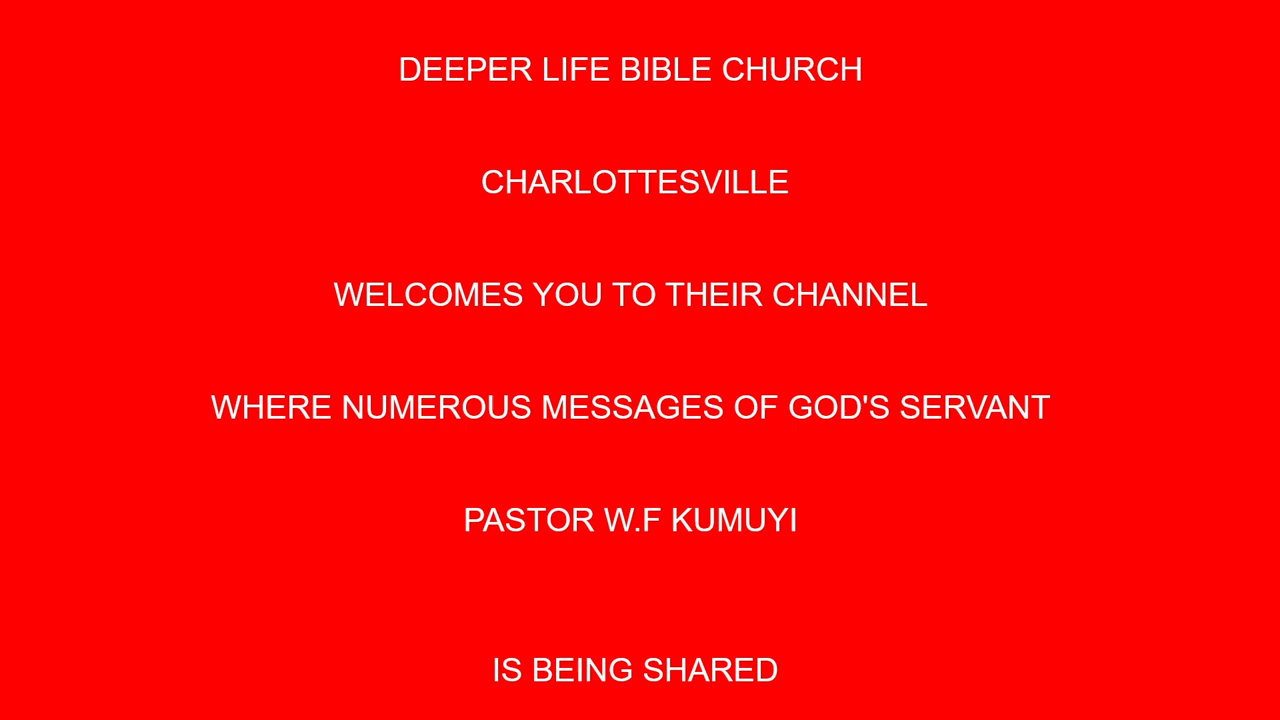 DEEPER LIFE BIBLE CHURCH
CHARLOTTESVILLE
WELCOMES YOU TO THEIR CHANNEL
WHERE NUMEROUS MESSAGES OF GOD'S SERVANT
PASTOR W.F KUMUYI
IS BEING SHARED